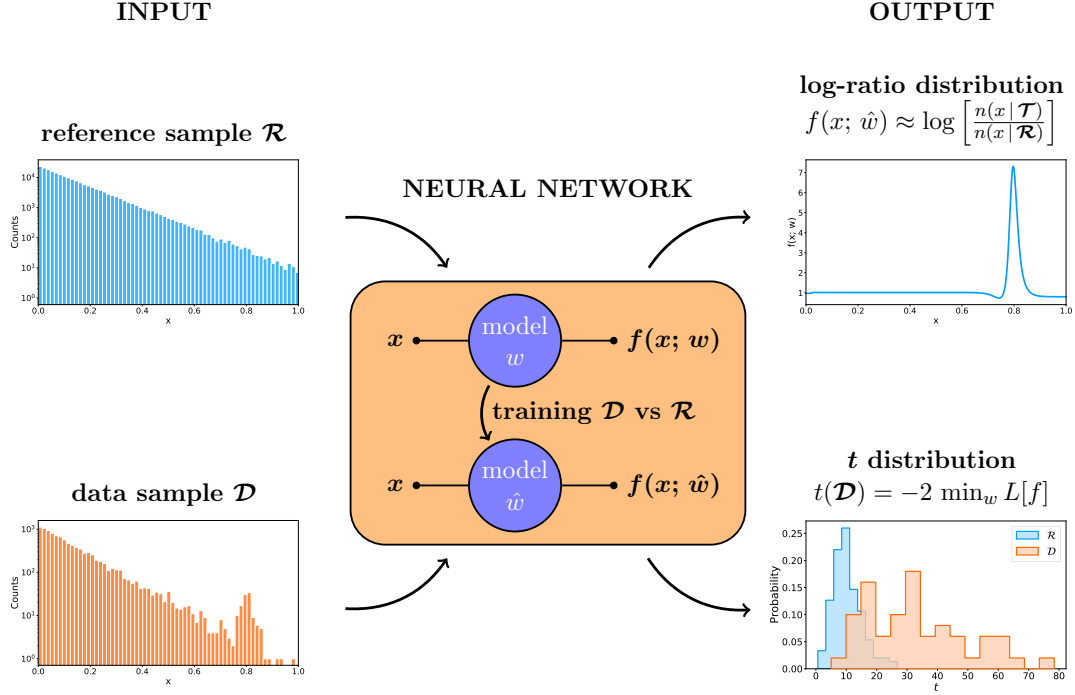 INPUT
OUTPUT
reference sample 𝓡
10⁴
10³
10²
10¹
10⁰
Counts
0.0 0.2 0.4 0.6 0.8 1.0
x
NEURAL NETWORK
log-ratio distribution
f(x; ŵ) ≈ log [n(x | 𝓣) / n(x | 𝓡)]
7
6
5
4
3
2
1
f(x; w)
0.0 0.2 0.4 0.6 0.8 1.0
x
model
w
x
f(x; w)
training 𝓓 vs 𝓡
model
ŵ
x
f(x; ŵ)
data sample 𝓓
10³
10²
10¹
10⁰
Counts
0.0 0.2 0.4 0.6 0.8 1.0
x
t distribution
t(𝓓) = −2 min_w L[f]
0.25
0.20
0.15
0.10
0.05
0.00
Probability
𝓡
𝓓
0 10 20 30 40 50 60 70 80
t